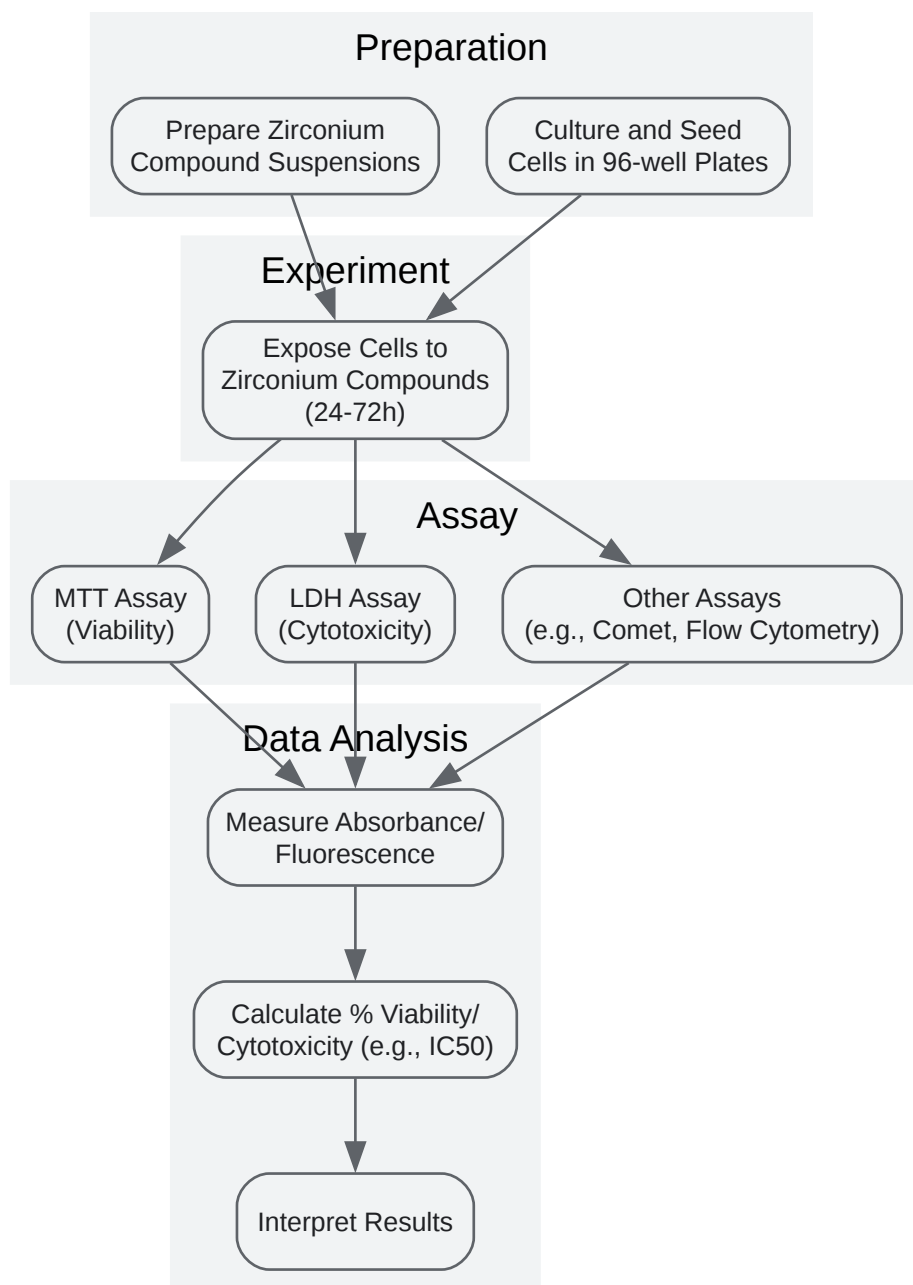 Preparation
Prepare Zirconium
Compound Suspensions
Culture and Seed
Cells in 96-well Plates
Experiment
Expose Cells to
Zirconium Compounds
(24-72h)
Assay
MTT Assay
(Viability)
LDH Assay
(Cytotoxicity)
Other Assays
(e.g., Comet, Flow Cytometry)
Data Analysis
Measure Absorbance/
Fluorescence
Calculate % Viability/
Cytotoxicity (e.g., IC50)
Interpret Results